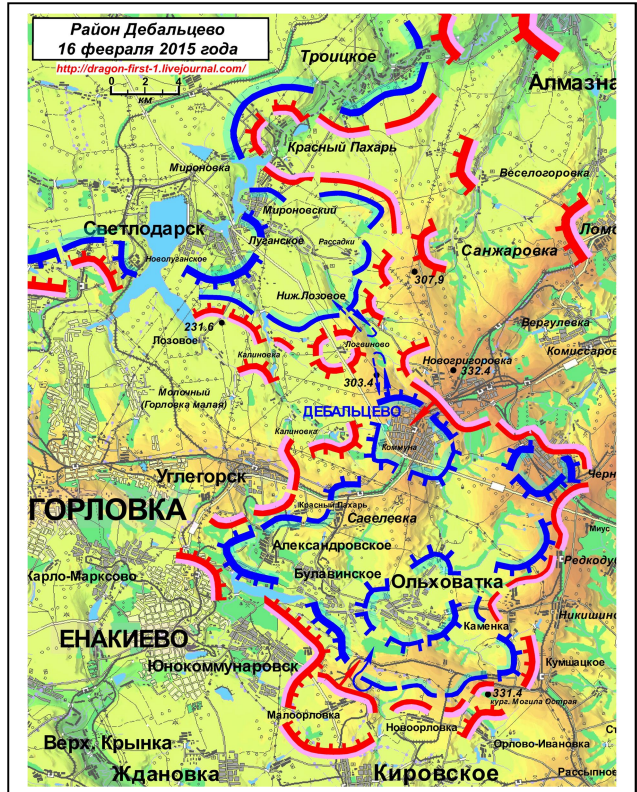 Район Дебальцево
16 февраля 2015 года
http://dragon-first-1.livejournal.com/
0 2 4
км
Троицкое
Алмазна
Красный Пахарь
Мироновка
Веселогоровка
Мироновский
Светлодарск
Луганское
Рассадки
Ломо
Санжаровка
Новолуганское
307,9
Ниж.Лозовое
231.6
Вергулевка
Лозовое
Логвиново
Калиновка
Новогригоровка
Комиссаров
332.4
303.4
Молочный
(Горловка малая)
ДЕБАЛЬЦЕВО
Калиновка
Коммуна
Углегорск
Черн
ГОРЛОВКА
Красный Пахарь
Савелевка
Миус
Александровское
Редкодуб
Карло-Марксово
Булавинское
Ольховатка
Никишино
Каменка
ЕНАКИЕВО
Юнокоммунаровск
Кумшацкое
331.4
кург. Могила Острая
Малоорловка
Новоорловка
Верх. Крынка
Орлово-Ивановка
Ст
Ждановка
Кировское
Рассыпное